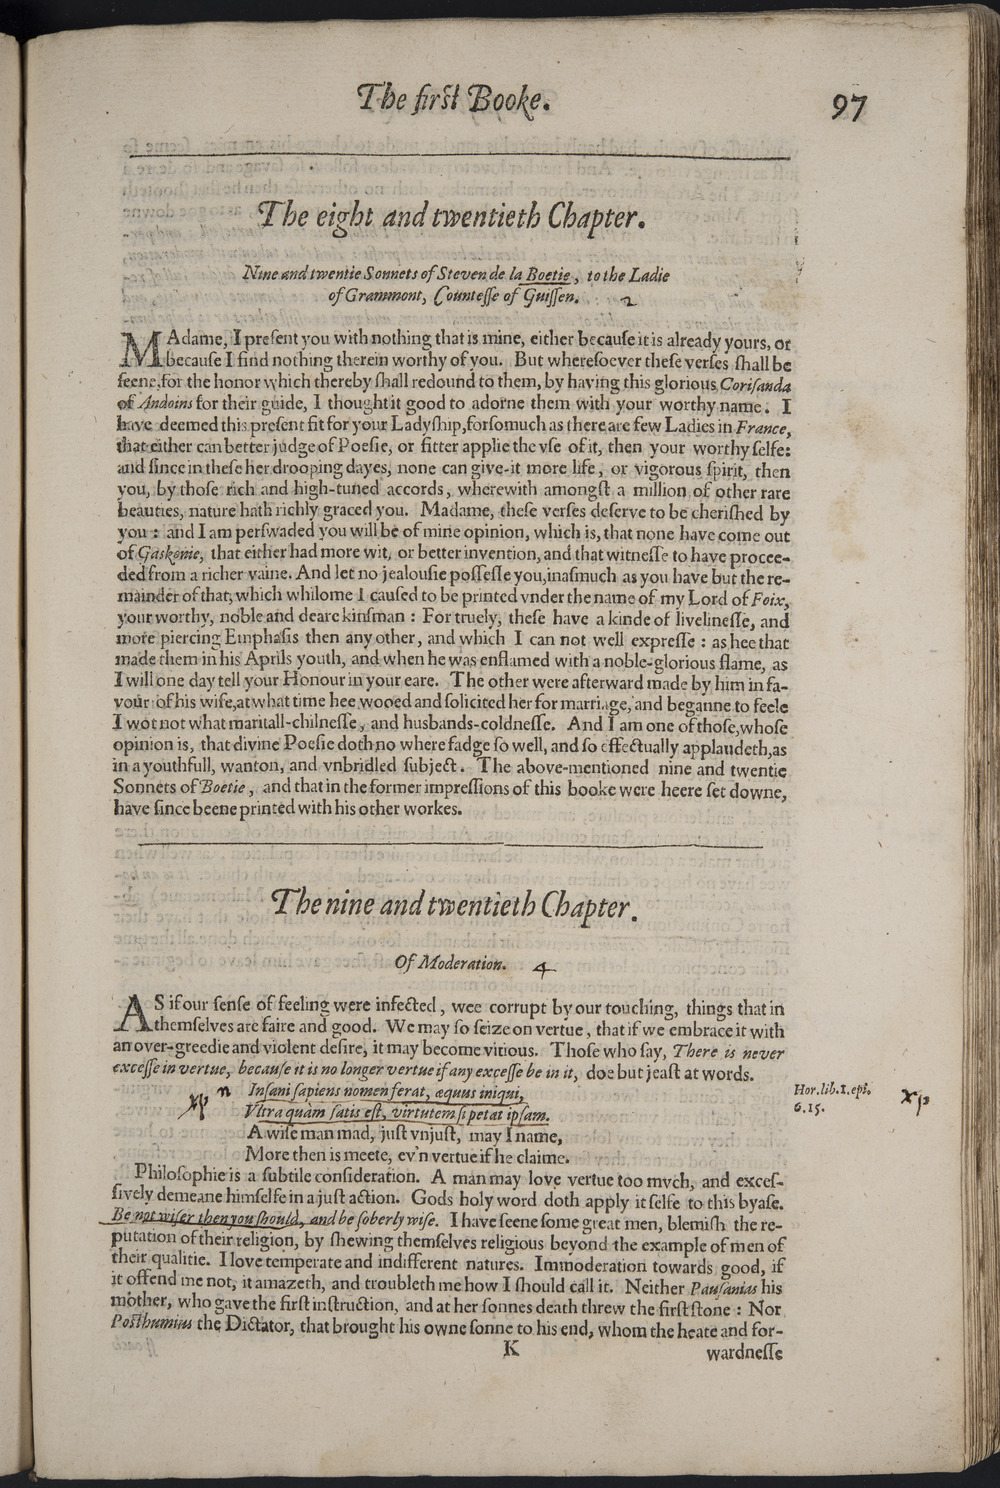 The first Booke.
97
The eight and twentieth Chapter.
Nine and twentie Sonnets of Steven de la Boetie, to the Ladie
of Grammont, Countesse of Guissen. 2
MAdame, I preſent you with nothing that is mine, either becauſe it is already yours, or
becauſe I find nothing therein worthy of you. But whereſoever theſe verſes ſhall be
ſeene, for the honor which thereby ſhall redound to them, by having this glorious Coriſanda
of Andoins for their guide, I thought it good to adorne them with your worthy name. I
have deemed this preſent fit for your Ladyſhip, forſomuch as there are few Ladies in France,
that either can better judge of Poeſie, or fitter applie the vſe of it, then your worthy ſelfe:
and ſince in theſe her drooping dayes, none can give-it more life, or vigorous ſpirit, then
you, by thoſe rich and high-tuned accords, wherewith amongſt a million of other rare
beauties, nature hath richly graced you. Madame, theſe verſes deſerve to be cheriſhed by
you: and I am perſwaded you will be of mine opinion, which is, that none have come out
of Gaskonie, that either had more wit, or better invention, and that witneſſe to have procee-
ded from a richer vaine. And let no jealouſie poſſeſſe you, inaſmuch as you have but the re-
mainder of that, which whilome I cauſed to be printed vnder the name of my Lord of Foix,
your worthy, noble and deare kinſman: For truely, theſe have a kinde of livelineſſe, and
more piercing Emphaſis then any other, and which I can not well expreſſe: as hee that
made them in his Aprils youth, and when he was enflamed with a noble-glorious flame, as
I will one day tell your Honour in your eare. The other were afterward made by him in fa-
vour of his wife, at what time hee wooed and ſolicited her for marriage, and beganne to feele
I wot not what maritall-chilneſſe, and husbands-coldneſſe. And I am one of thoſe, whoſe
opinion is, that divine Poeſie doth no where fadge ſo well, and ſo effectually applaudeth, as
in a youthfull, wanton, and vnbridled ſubject. The above-mentioned nine and twentie
Sonnets of Boetie, and that in the former impreſſions of this booke were heere ſet downe,
have ſince beene printed with his other workes.
The nine and twentieth Chapter.
Of Moderation. 4
AS if our ſenſe of feeling were infected, wee corrupt by our touching, things that in
themſelves are faire and good. We may ſo ſeize on vertue, that if we embrace it with
an over-greedie and violent deſire, it may become vitious. Thoſe who ſay, There is never
exceſſe in vertue, becauſe it is no longer vertue if any exceſſe be in it, doe but jeaſt at words.
n Inſani ſapiens nomen ferat, æquus iniqui,
Vltra quàm ſatis eſt, virtutem ſi petat ipſam.
Hor. lib. 1. epi.
6. 15.
A wiſe man mad, juſt vnjuſt, may I name,
More then is meete, ev'n vertue if he claime.
Philoſophie is a ſubtile conſideration. A man may love vertue too mvch, and exceſ-
ſively demeane himſelfe in a juſt action. Gods holy word doth apply it ſelfe to this byaſe.
Be not wiſer then you ſhould, and be ſoberly wiſe. I have ſeene ſome great men, blemiſh the re-
putation of their religion, by ſhewing themſelves religious beyond the example of men of
their qualitie. I love temperate and indifferent natures. Immoderation towards good, if
it offend me not, it amazeth, and troubleth me how I ſhould call it. Neither Pauſanias his
mother, who gave the firſt inſtruction, and at her ſonnes death threw the firſt ſtone: Nor
Poſthumius the Dictator, that brought his owne ſonne to his end, whom the heate and for-
K
wardneſſe